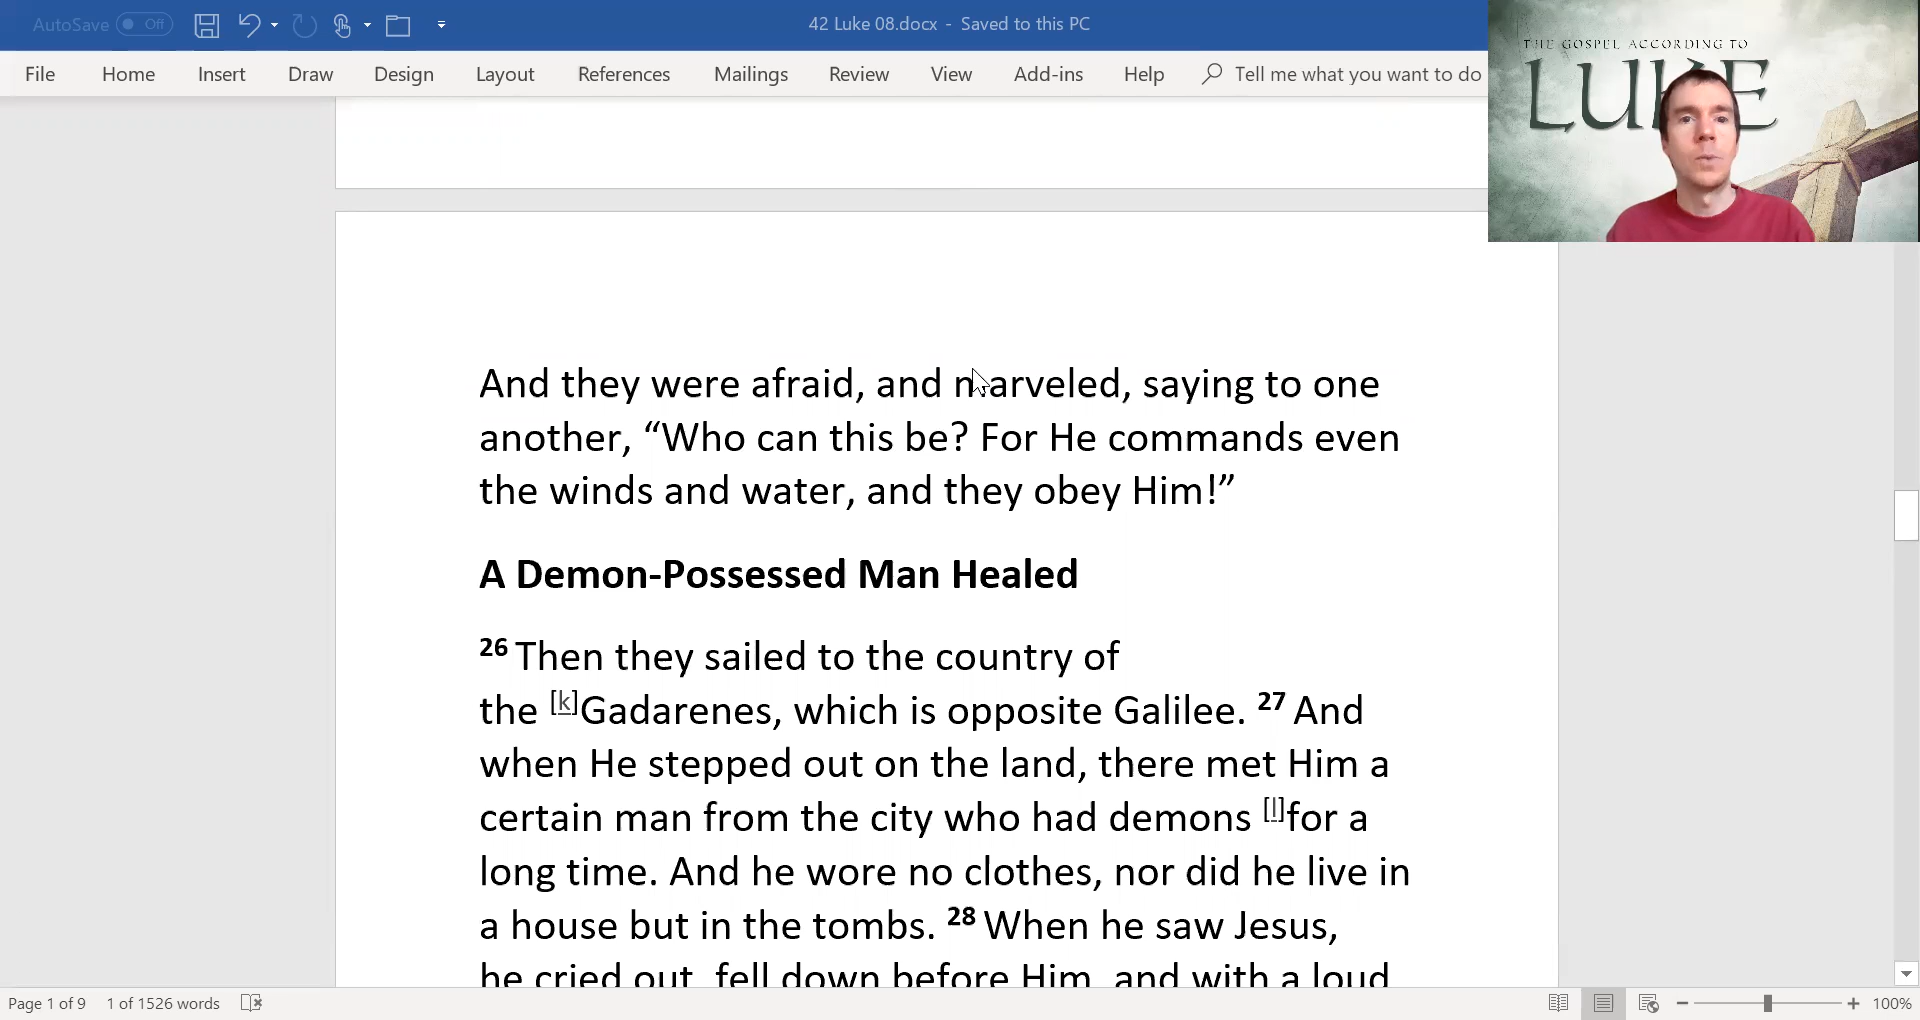 AutoSave Off
42 Luke 08.docx - Saved to this PC
File Home Insert Draw Design Layout References Mailings Review View Add-ins Help Tell me what you want to do
THE GOSPEL ACCORDING TO
LUKE
And they were afraid, and marveled, saying to one
another, “Who can this be? For He commands even
the winds and water, and they obey Him!”
A Demon-Possessed Man Healed
26 Then they sailed to the country of
the [k]Gadarenes, which is opposite Galilee. 27 And
when He stepped out on the land, there met Him a
certain man from the city who had demons [l]for a
long time. And he wore no clothes, nor did he live in
a house but in the tombs. 28 When he saw Jesus,
he cried out, fell down before Him, and with a loud
Page 1 of 9 1 of 1526 words
100%